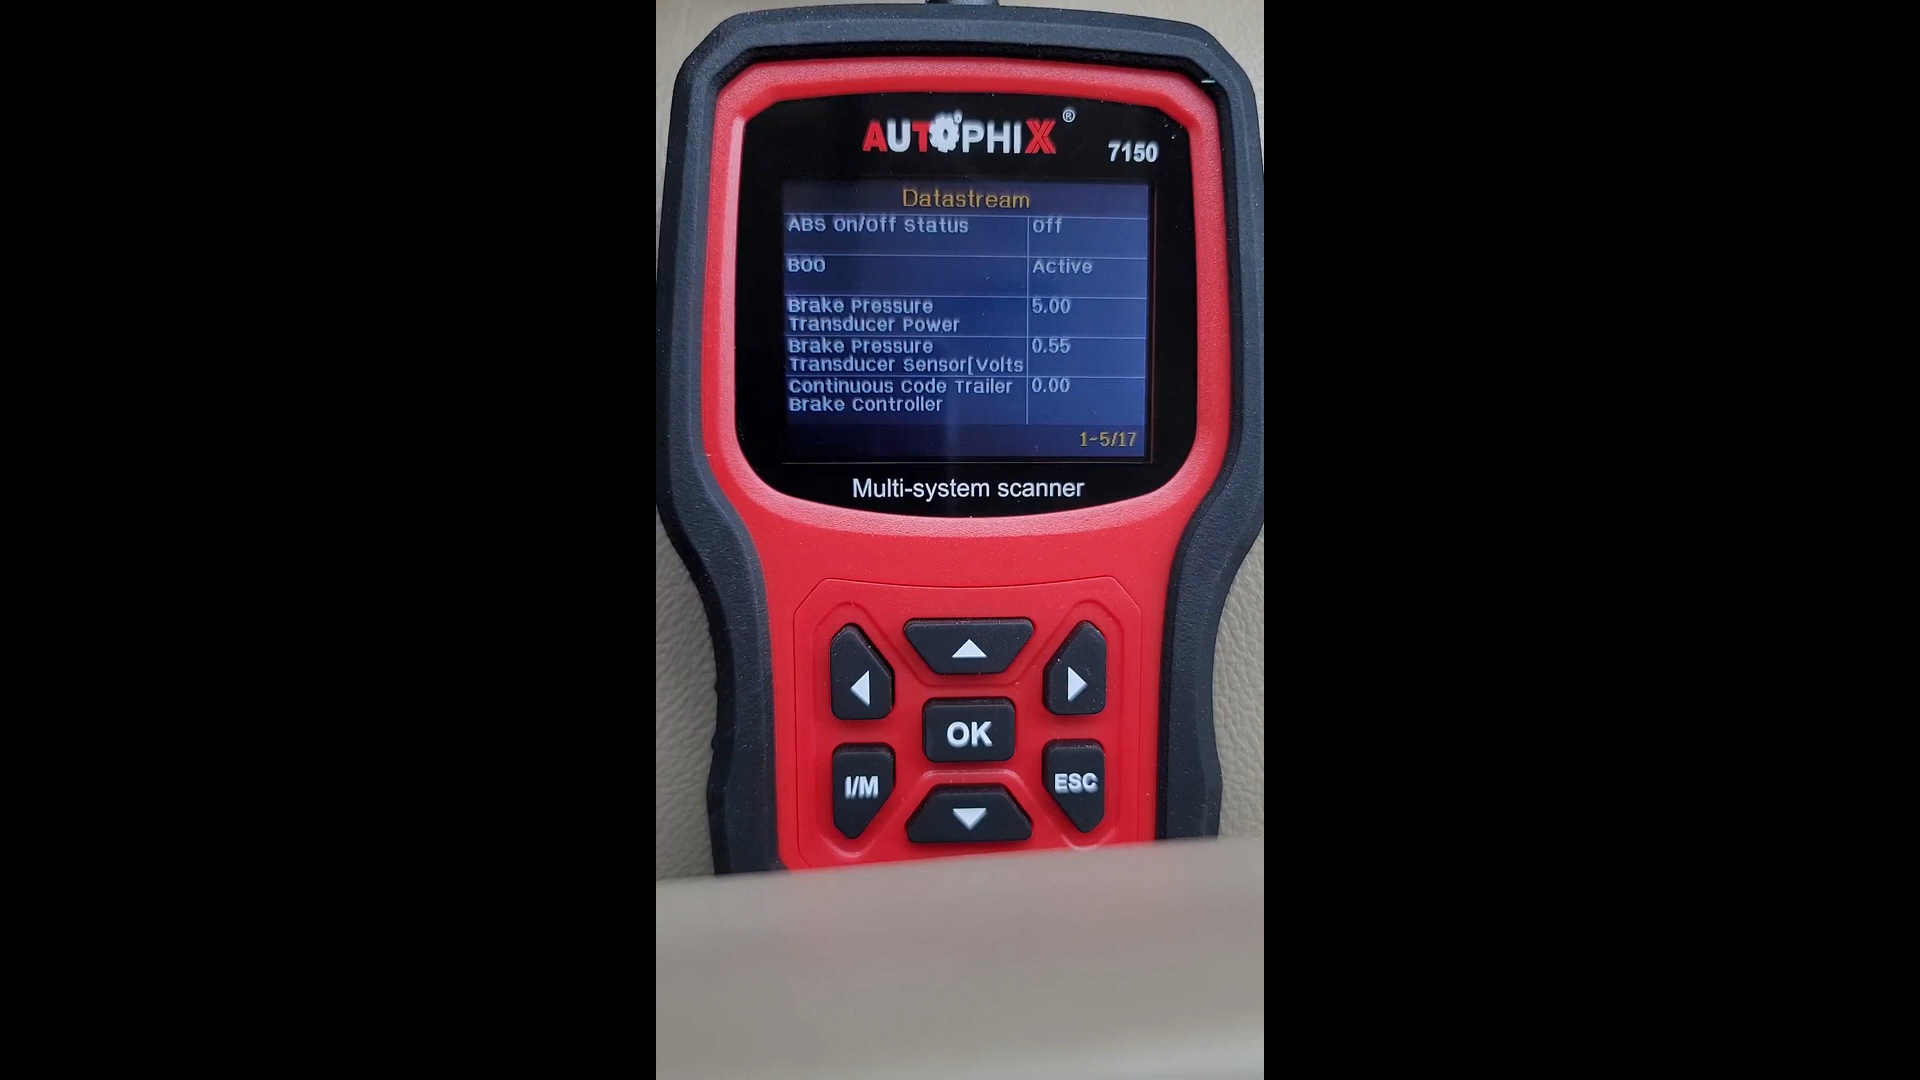 AUTOPHIX ®
7150
Datastream
ABS On/Off Status Off
BOO Active
Brake Pressure 5.00
Transducer Power
Brake Pressure 0.55
Transducer Sensor[Volts
Continuous Code Trailer 0.00
Brake Controller
1~5/17
Multi-system scanner
OK
I/M
ESC